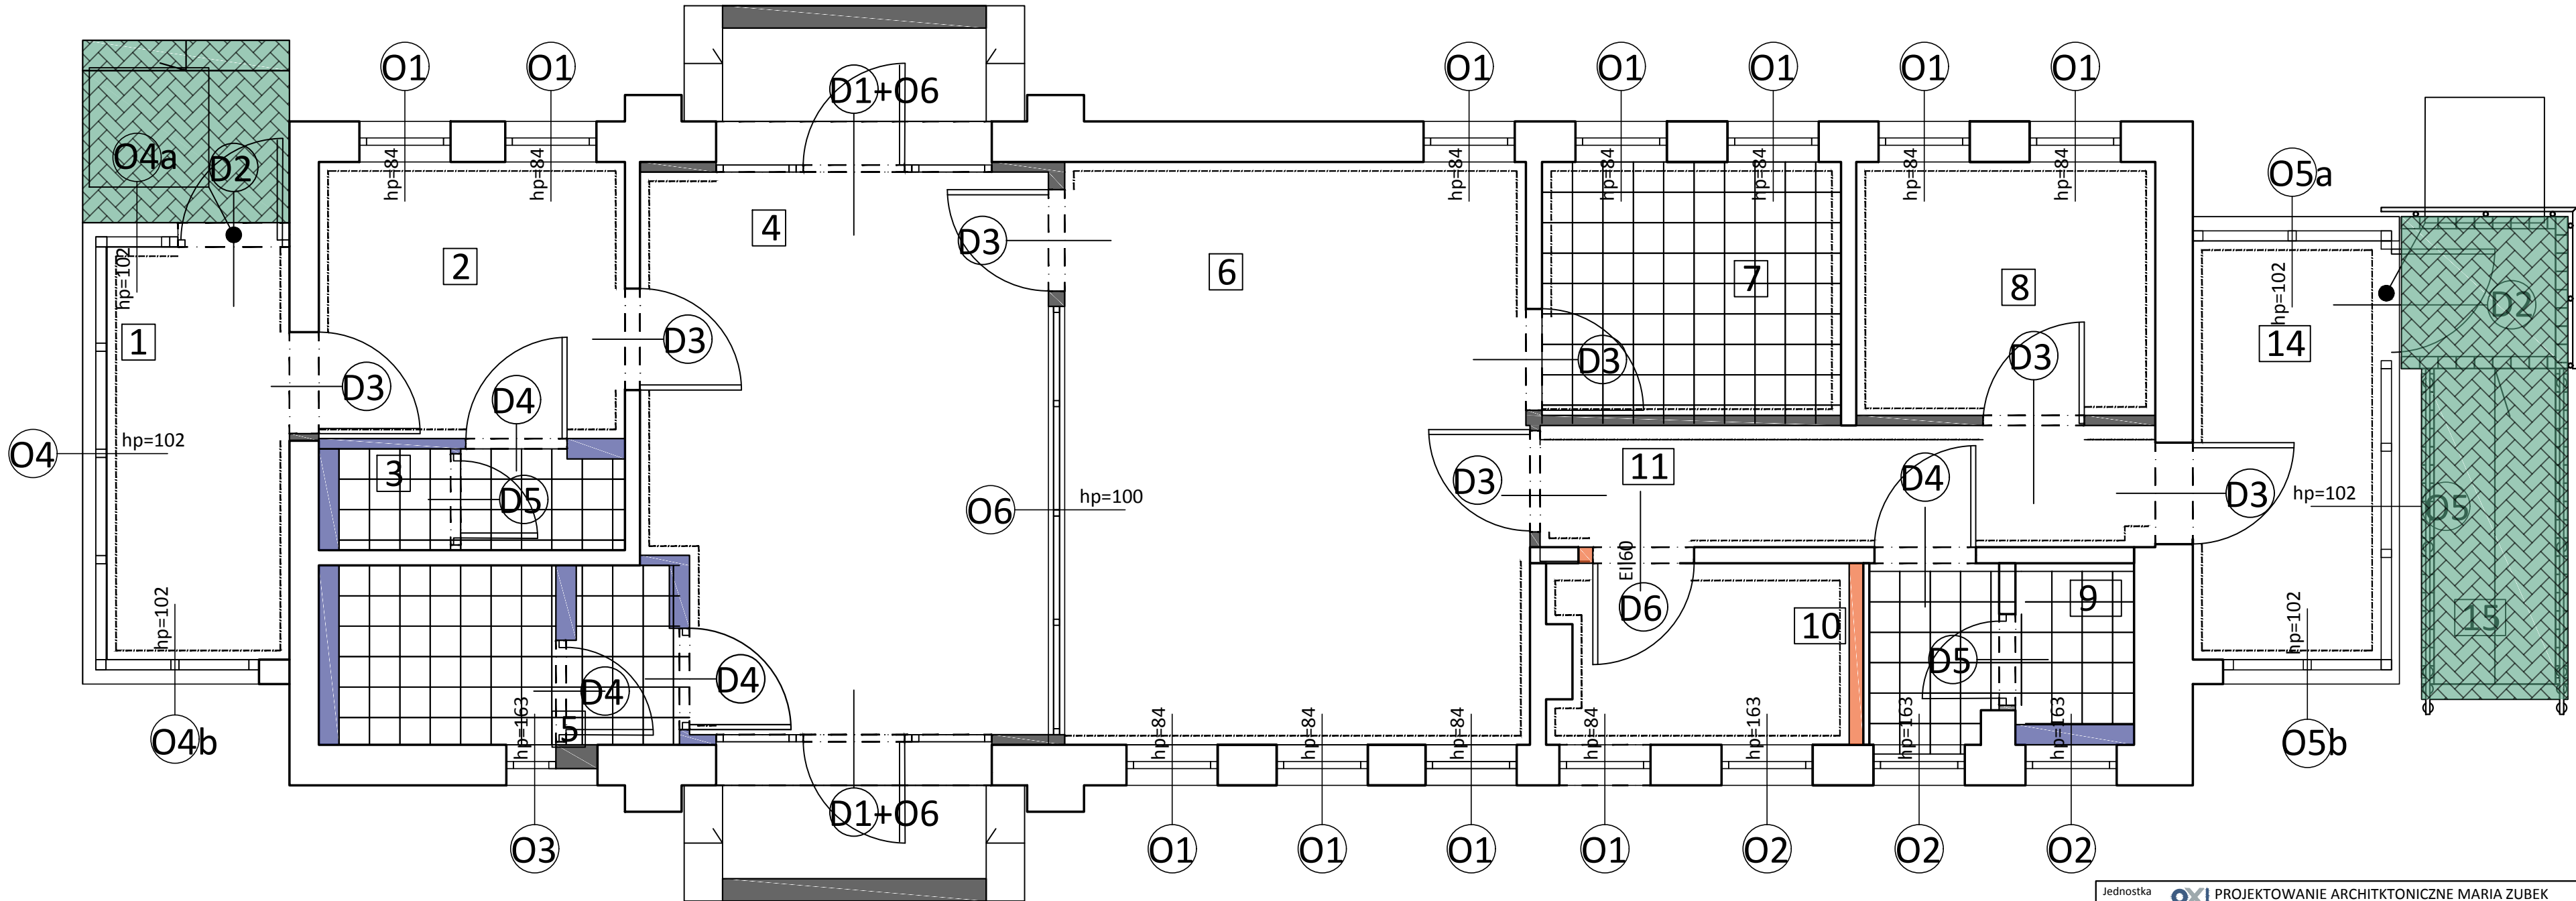 O1
O1
D1+O6
O1
O1
O1
O1
O1
O4a
D2
hp=84
hp=84
hp=84
hp=84
hp=84
hp=84
hp=84
O5a
4
D3
2
6
7
8
hp=102
hp=102
D2
1
D3
D3
D3
14
D3
D4
O4
hp=102
3
D5
11
D3
D4
D3
hp=102
O5
O6
hp=100
EI 60
D6
10
9
hp=102
hp=102
15
D4
D4
D5
hp=163
5
hp=84
hp=84
hp=84
hp=84
hp=163
hp=163
hp=163
O4b
O5b
D1+O6
O3
O1
O1
O1
O1
O2
O2
O2
Jednostka
OXI PROJEKTOWANIE ARCHITKTONICZNE MARIA ZUBEK